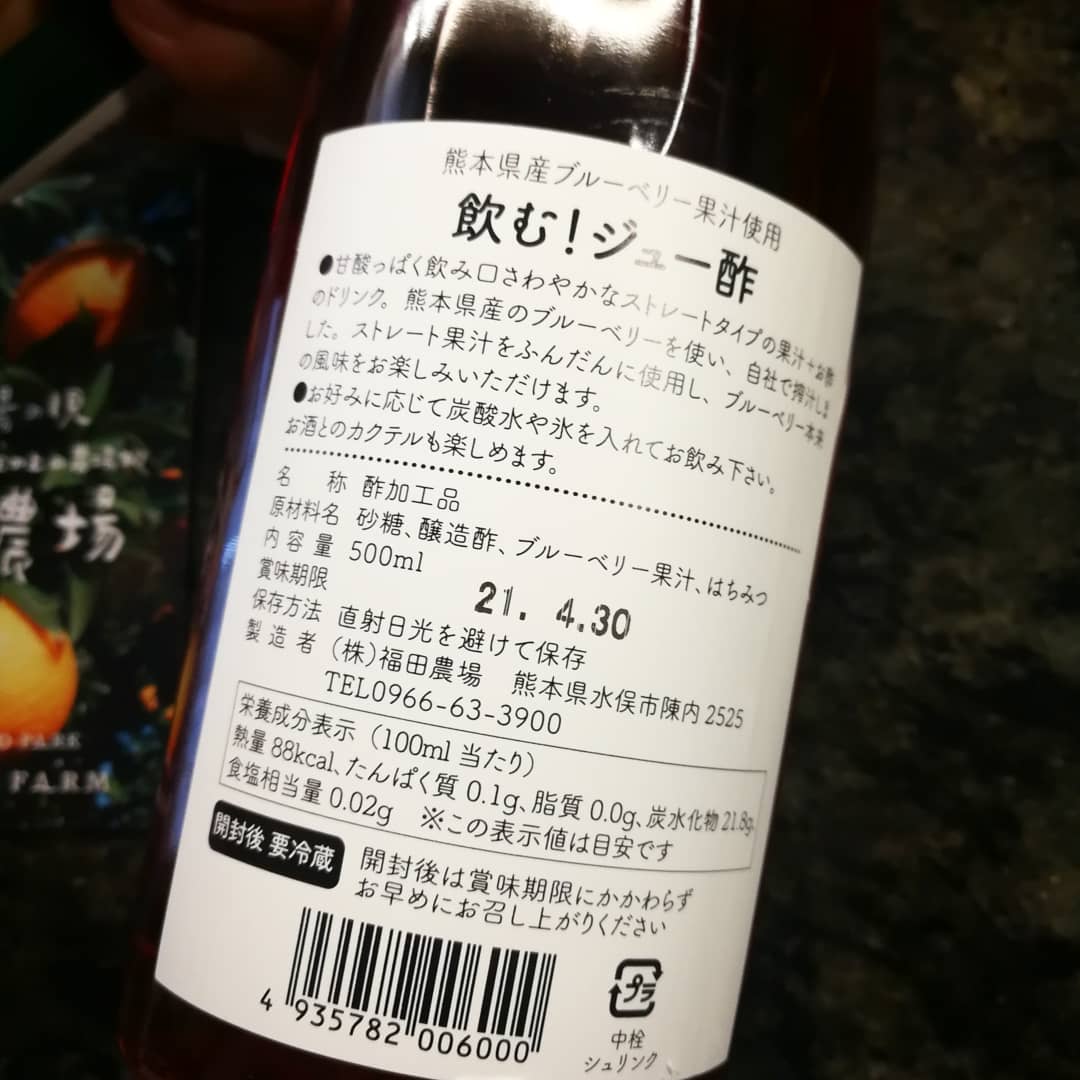 熊本県産ブルーベリー果汁使用
飲む!ジュー酢
●甘酸っぱく飲み口さわやかなストレートタイプの果汁+お酢
のドリンク。熊本県産のブルーベリーを使い、自社で搾汁しま
した。ストレート果汁をふんだんに使用し、ブルーベリー本来
の風味をお楽しみいただけます。
●お好みに応じて炭酸水や氷を入れてお飲み下さい。
お酒とのカクテルも楽しめます。
名称 酢加工品
原材料名 砂糖、醸造酢、ブルーベリー果汁、はちみつ
内容量 500ml
賞味期限 21. 4.30
保存方法 直射日光を避けて保存
製造者 (株)福田農場 熊本県水俣市陳内2525
TEL0966-63-3900
栄養成分表示(100ml当たり)
熱量88kcal、たんぱく質0.1g、脂質0.0g、炭水化物21.8g、
食塩相当量0.02g ※この表示値は目安です
開封後 要冷蔵
開封後は賞味期限にかかわらず
お早めにお召し上がりください
4 935782 006000
プラ
中栓
シュリンク
農場
FARM